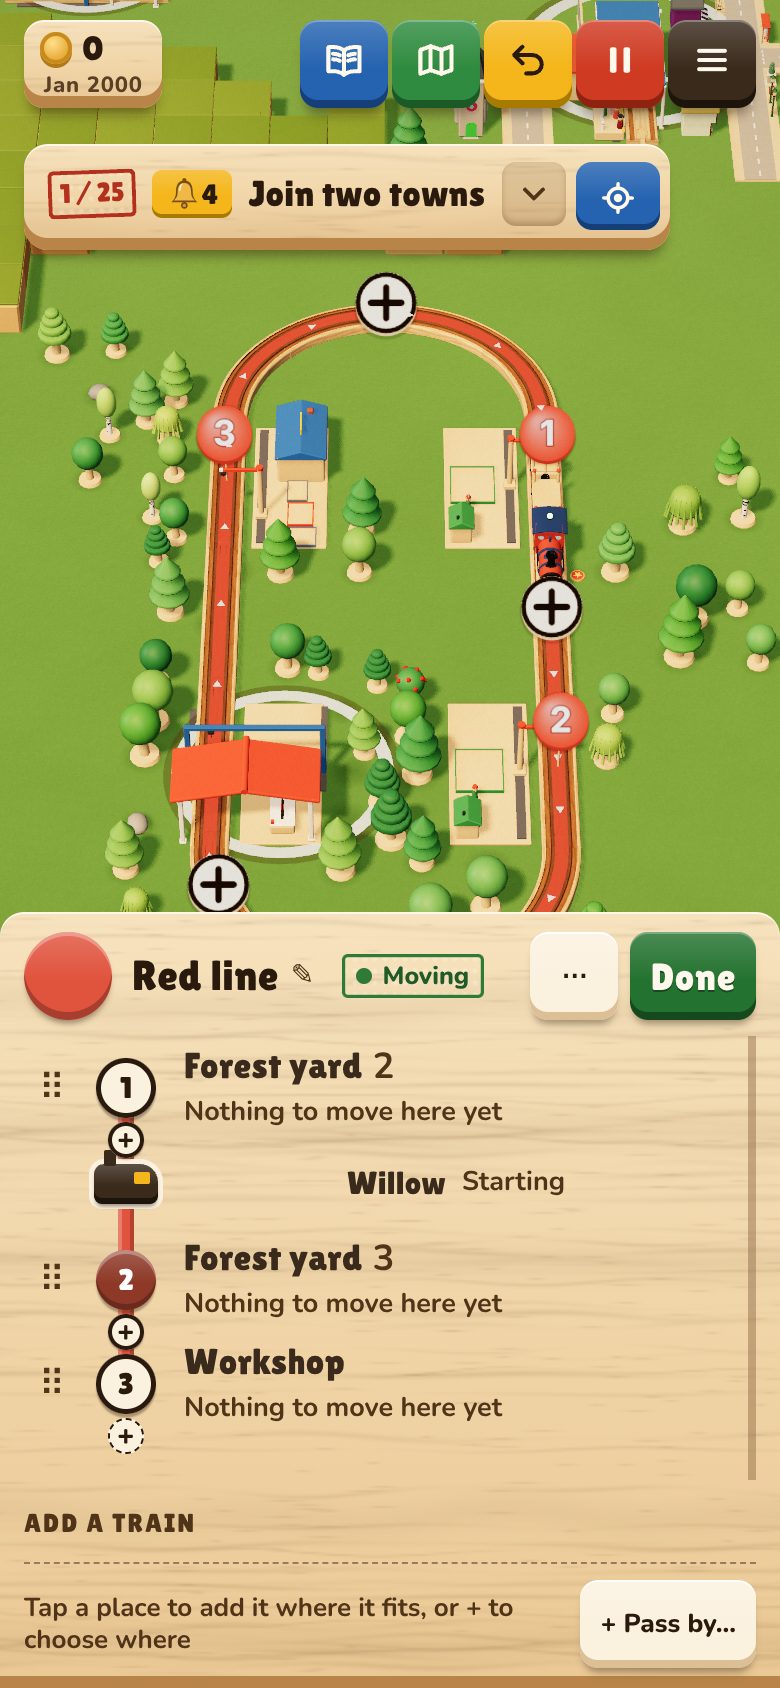 0
Jan 2000
1/25
4
Join two towns
3
1
2
Red line
Moving
...
Done
1
Forest yard 2
Nothing to move here yet
Willow Starting
2
Forest yard 3
Nothing to move here yet
3
Workshop
Nothing to move here yet
ADD A TRAIN
Tap a place to add it where it fits, or + to
choose where
+ Pass by...